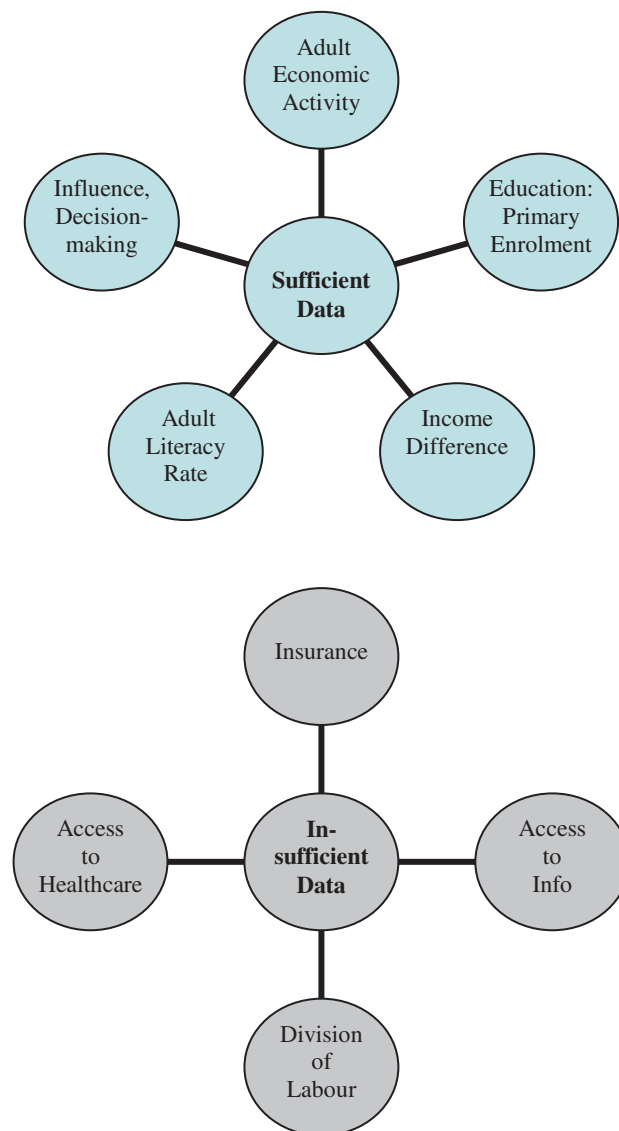 Adult
Economic
Activity
Influence,
Decision-
making
Education:
Primary
Enrolment
Sufficient
Data
Adult
Literacy
Rate
Income
Difference
Insurance
Access
to
Healthcare
In-
sufficient
Data
Access
to
Info
Division
of
Labour